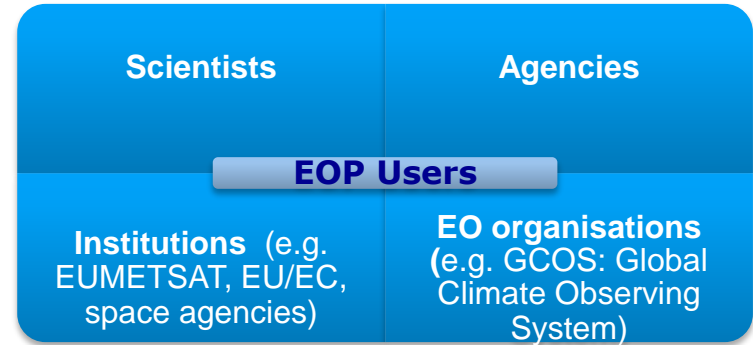 Scientists
Agencies
EOP Users
Institutions (e.g.
EUMETSAT, EU/EC,
space agencies)
EO organisations
(e.g. GCOS: Global
Climate Observing
System)